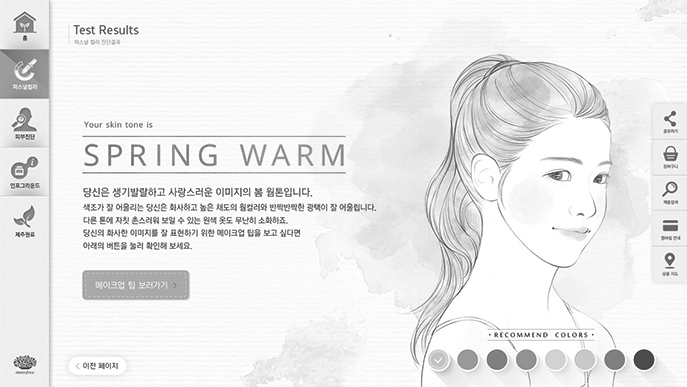 홈
퍼스널컬러
피부진단
인포그라운드
제주원료
innisfree
Test Results
퍼스널 컬러 진단결과
Your skin tone is
SPRING WARM
당신은 생기발랄하고 사랑스러운 이미지의 봄 웜톤입니다.
색조가 잘 어울리는 당신은 화사하고 높은 채도의 웜컬러와 반짝반짝한 광택이 잘 어울립니다.
다른 톤에 자칫 촌스러워 보일 수 있는 원색 옷도 무난히 소화하죠.
당신의 화사한 이미지를 잘 표현하기 위한 메이크업 팁을 보고 싶다면
아래의 버튼을 눌러 확인해 보세요.
메이크업 팁 보러가기 >
< 이전 페이지
• RECOMMEND COLORS •
공유하기
장바구니
제품검색
멤버쉽 안내
상품 지도